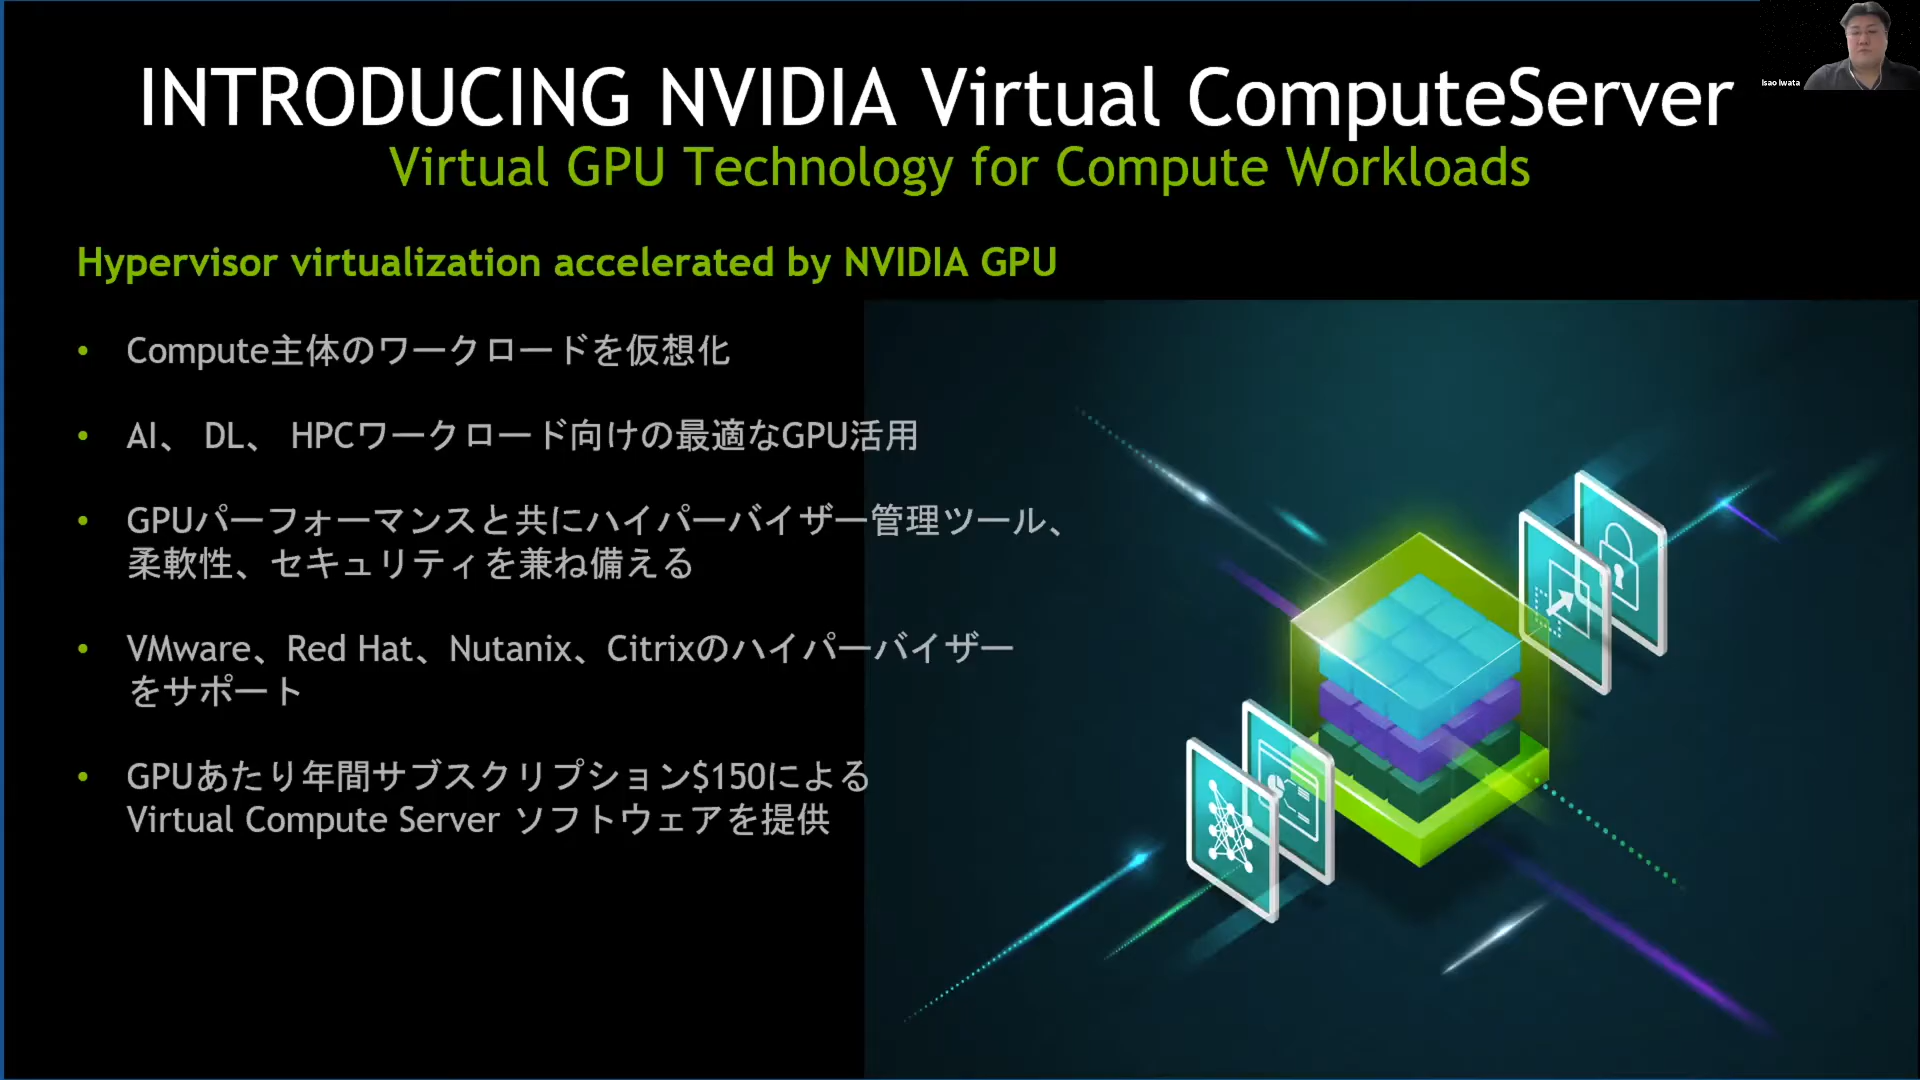 INTRODUCING NVIDIA Virtual ComputeServer
Virtual GPU Technology for Compute Workloads
Isao Iwata
Hypervisor virtualization accelerated by NVIDIA GPU
• Compute主体のワークロードを仮想化
• AI、 DL、 HPCワークロード向けの最適なGPU活用
• GPUパーフォーマンスと共にハイパーバイザー管理ツール、
柔軟性、セキュリティを兼ね備える
• VMware、Red Hat、Nutanix、Citrixのハイパーバイザー
をサポート
• GPUあたり年間サブスクリプション$150による
Virtual Compute Server ソフトウェアを提供